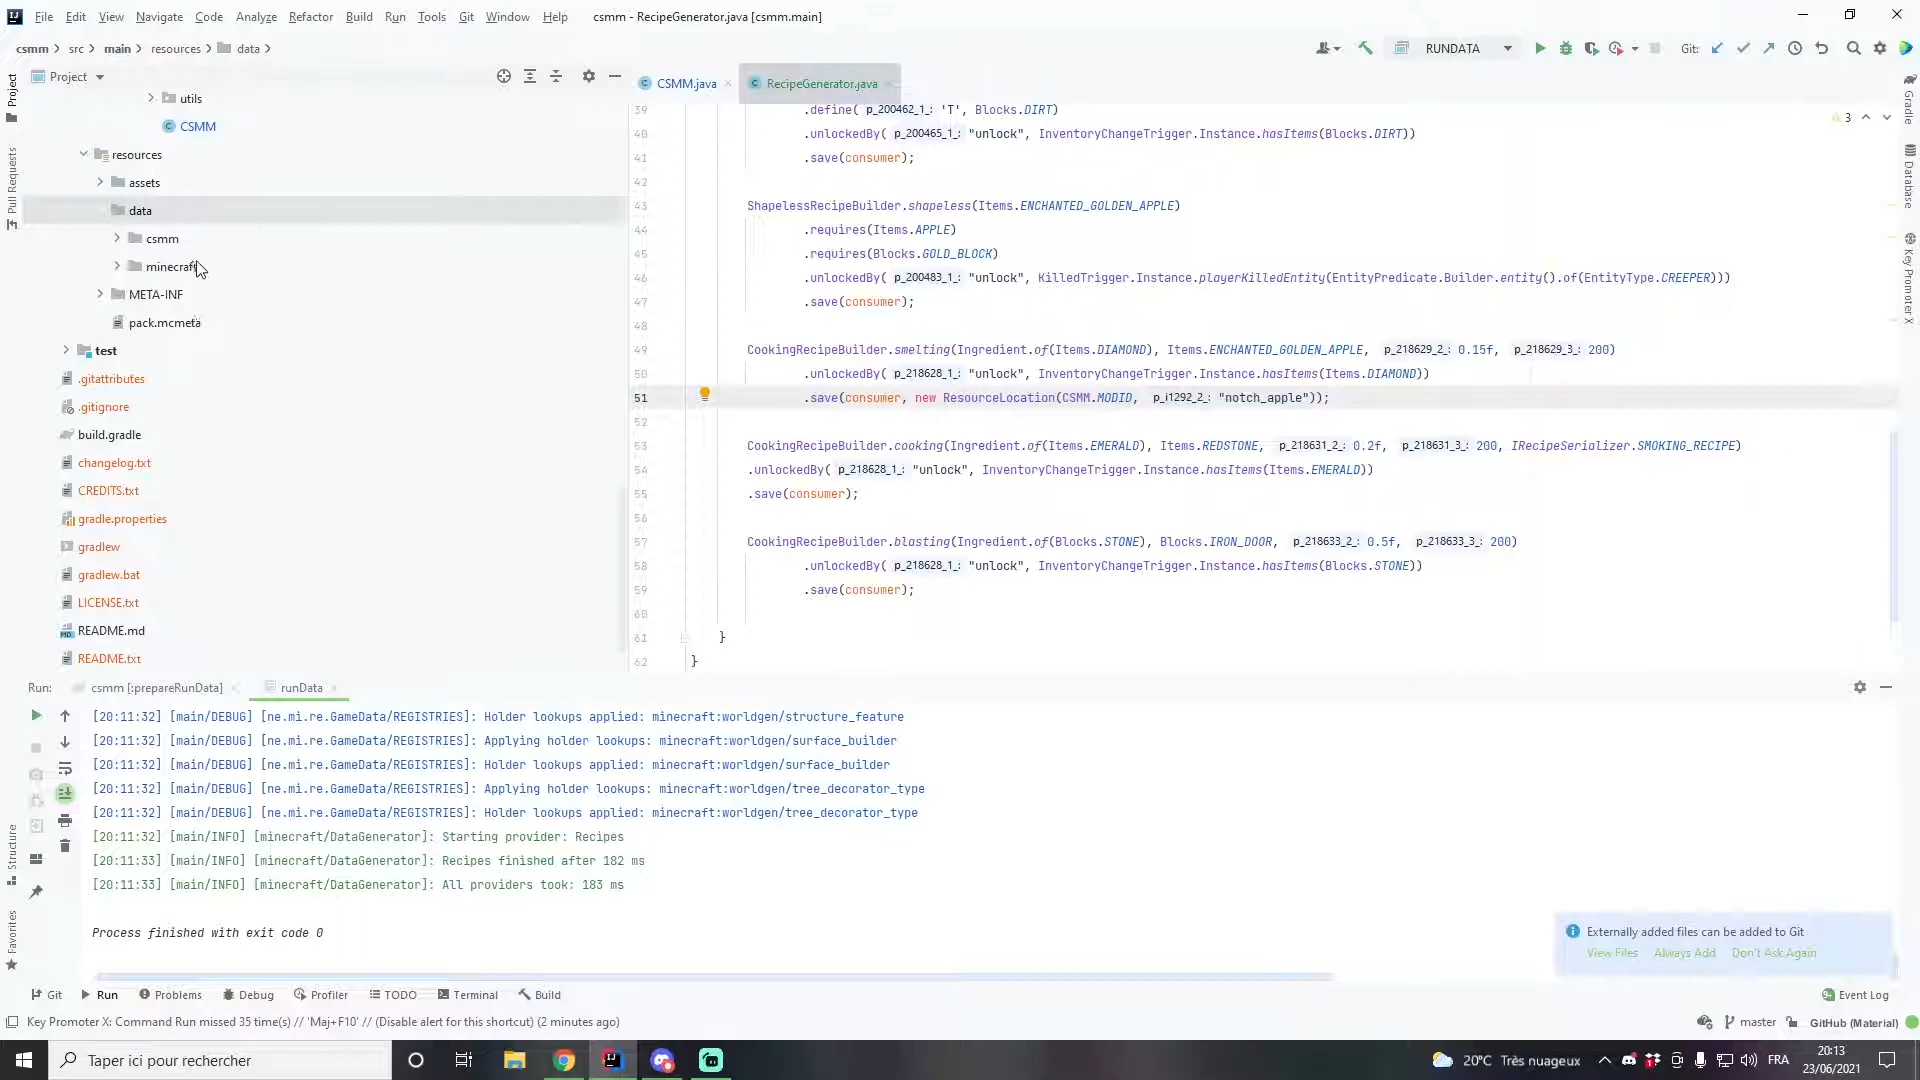 File Edit View Navigate Code Analyze Refactor Build Run Tools Git Window Help csmm - RecipeGenerator.java [csmm.main]
csmm > src > main > resources > data >
RUNDATA
Git:
Project
CSMM.java
RecipeGenerator.java
Project
Pull Requests
Structure
Favorites
utils
CSMM
resources
assets
data
csmm
minecraft
META-INF
pack.mcmeta
test
.gitattributes
.gitignore
build.gradle
changelog.txt
CREDITS.txt
gradle.properties
gradlew
gradlew.bat
LICENSE.txt
README.md
README.txt
39 .define( p_200462_1_: 'T', Blocks.DIRT)
40 .unlockedBy( p_200465_1_: "unlock", InventoryChangeTrigger.Instance.hasItems(Blocks.DIRT))
41 .save(consumer);
42
43 ShapelessRecipeBuilder.shapeless(Items.ENCHANTED_GOLDEN_APPLE)
44 .requires(Items.APPLE)
45 .requires(Blocks.GOLD_BLOCK)
46 .unlockedBy( p_200483_1_: "unlock", KilledTrigger.Instance.playerKilledEntity(EntityPredicate.Builder.entity().of(EntityType.CREEPER)))
47 .save(consumer);
48
49 CookingRecipeBuilder.smelting(Ingredient.of(Items.DIAMOND), Items.ENCHANTED_GOLDEN_APPLE, p_218629_2_: 0.15f, p_218629_3_: 200)
50 .unlockedBy( p_218628_1_: "unlock", InventoryChangeTrigger.Instance.hasItems(Items.DIAMOND))
51 .save(consumer, new ResourceLocation(CSMM.MODID, p_i1292_2_: "notch_apple"));
52
53 CookingRecipeBuilder.cooking(Ingredient.of(Items.EMERALD), Items.REDSTONE, p_218631_2_: 0.2f, p_218631_3_: 200, IRecipeSerializer.SMOKING_RECIPE)
54 .unlockedBy( p_218628_1_: "unlock", InventoryChangeTrigger.Instance.hasItems(Items.EMERALD))
55 .save(consumer);
56
57 CookingRecipeBuilder.blasting(Ingredient.of(Blocks.STONE), Blocks.IRON_DOOR, p_218633_2_: 0.5f, p_218633_3_: 200)
58 .unlockedBy( p_218628_1_: "unlock", InventoryChangeTrigger.Instance.hasItems(Blocks.STONE))
59 .save(consumer);
60
61 }
62 }
3
Gradle
Database
Key Promoter X
Run: csmm [:prepareRunData] runData
[20:11:32] [main/DEBUG] [ne.mi.re.GameData/REGISTRIES]: Holder lookups applied: minecraft:worldgen/structure_feature
[20:11:32] [main/DEBUG] [ne.mi.re.GameData/REGISTRIES]: Applying holder lookups: minecraft:worldgen/surface_builder
[20:11:32] [main/DEBUG] [ne.mi.re.GameData/REGISTRIES]: Holder lookups applied: minecraft:worldgen/surface_builder
[20:11:32] [main/DEBUG] [ne.mi.re.GameData/REGISTRIES]: Applying holder lookups: minecraft:worldgen/tree_decorator_type
[20:11:32] [main/DEBUG] [ne.mi.re.GameData/REGISTRIES]: Holder lookups applied: minecraft:worldgen/tree_decorator_type
[20:11:32] [main/INFO] [minecraft/DataGenerator]: Starting provider: Recipes
[20:11:33] [main/INFO] [minecraft/DataGenerator]: Recipes finished after 182 ms
[20:11:33] [main/INFO] [minecraft/DataGenerator]: All providers took: 183 ms
Process finished with exit code 0
Externally added files can be added to Git
View Files Always Add Don't Ask Again
Git Run Problems Debug Profiler TODO Terminal Build Event Log
Key Promoter X: Command Run missed 35 time(s) // 'Maj+F10' // (Disable alert for this shortcut) (2 minutes ago) master GitHub (Material)
Taper ici pour rechercher
20°C Très nuageux
FRA
20:13
23/06/2021